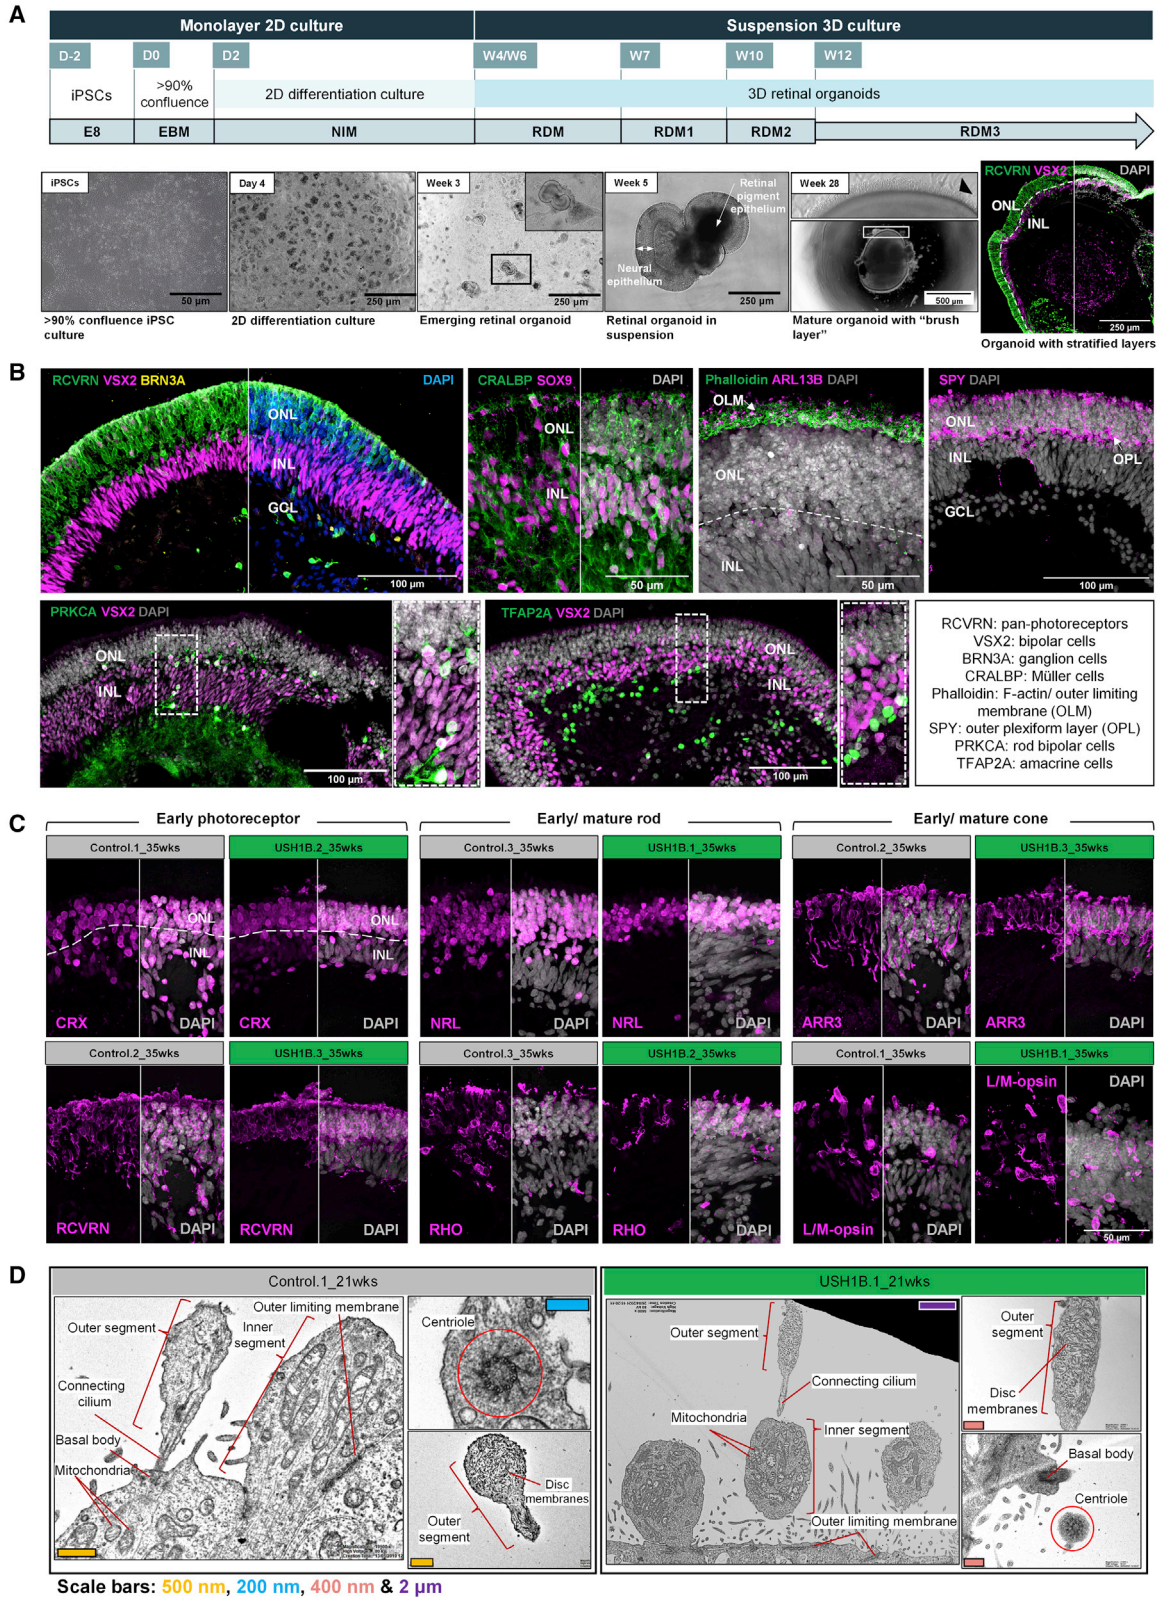 A
Monolayer 2D culture
Suspension 3D culture
D-2
D0
D2
W4/W6
W7
W10
W12
iPSCs
>90%
confluence
2D differentiation culture
3D retinal organoids
E8
EBM
NIM
RDM
RDM1
RDM2
RDM3
iPSCs
50 µm
>90% confluence iPSC
culture
Day 4
250 µm
2D differentiation culture
Week 3
250 µm
Emerging retinal organoid
Week 5
Retinal
pigment
epithelium
Neural
epithelium
250 µm
Retinal organoid in
suspension
Week 28
500 µm
Mature organoid with “brush
layer”
RCVRN VSX2 DAPI
ONL
INL
250 µm
Organoid with stratified layers
B
RCVRN VSX2 BRN3A DAPI
ONL
INL
GCL
100 µm
CRALBP SOX9 DAPI
ONL
INL
50 µm
Phalloidin ARL13B DAPI
OLM
ONL
INL
50 µm
SPY DAPI
ONL
INL
OPL
GCL
100 µm
PRKCA VSX2 DAPI
ONL
INL
100 µm
TFAP2A VSX2 DAPI
ONL
INL
100 µm
RCVRN: pan-photoreceptors
VSX2: bipolar cells
BRN3A: ganglion cells
CRALBP: Müller cells
Phalloidin: F-actin/ outer limiting
membrane (OLM)
SPY: outer plexiform layer (OPL)
PRKCA: rod bipolar cells
TFAP2A: amacrine cells
C
Early photoreceptor
Early/ mature rod
Early/ mature cone
Control.1_35wks
USH1B.2_35wks
Control.3_35wks
USH1B.1_35wks
Control.2_35wks
USH1B.3_35wks
ONL
INL
CRX
DAPI
ONL
INL
CRX
DAPI
NRL
DAPI
NRL
DAPI
ARR3
DAPI
ARR3
DAPI
Control.2_35wks
USH1B.3_35wks
Control.3_35wks
USH1B.2_35wks
Control.1_35wks
USH1B.1_35wks
RCVRN
DAPI
RCVRN
DAPI
RHO
DAPI
RHO
DAPI
L/M-opsin
DAPI
L/M-opsin
DAPI
50 µm
D
Control.1_21wks
Outer segment
Outer limiting membrane
Inner
segment
Connecting
cilium
Basal body
Mitochondria
Centriole
Disc
membranes
Outer
segment
USH1B.1_21wks
Outer segment
Connecting cilium
Mitochondria
Inner segment
Outer limiting membrane
Outer
segment
Disc
membranes
Basal body
Centriole
Scale bars: 500 nm, 200 nm, 400 nm & 2 µm